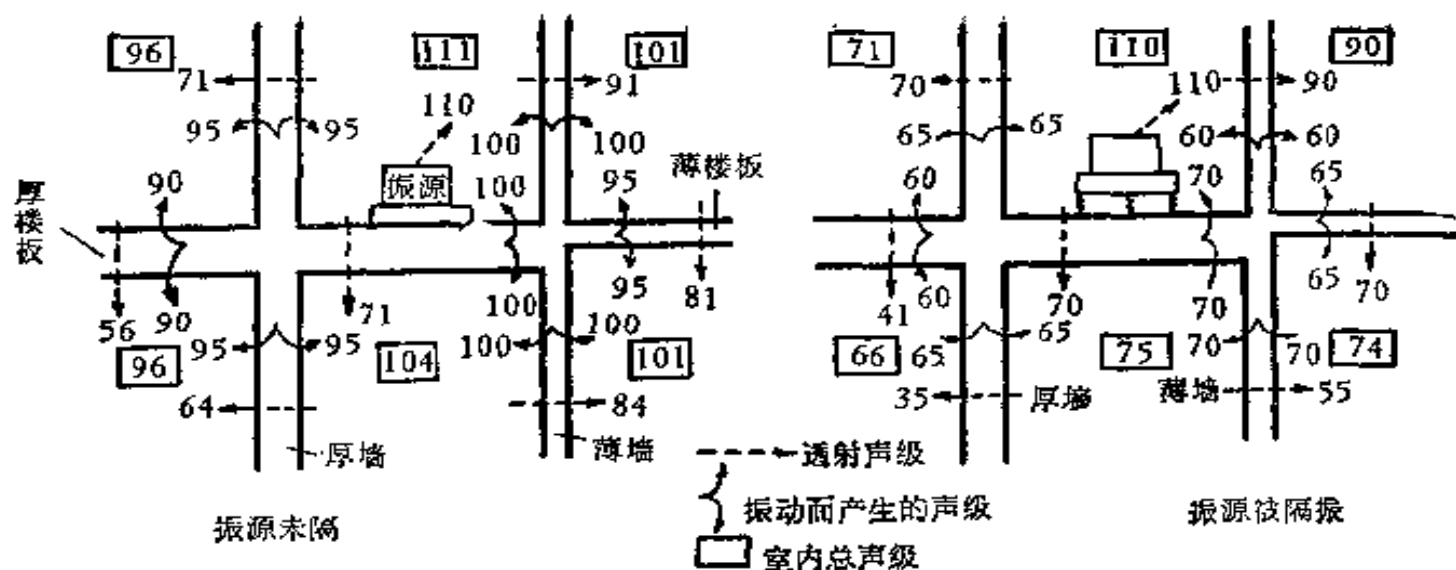 96 111 101 71 110 90
71 91 70 110 90
110
95 95 100 100 65 65 60 60
厚楼板 90 振源 100 95 薄楼板 60 70 65
56 90 71 100 95 81 41 60 70 70 65 70
96 95 95 104 100 100 101 66 65 65 75 70 70 74
64 84 35 厚墙 薄墙 55
厚墙 薄墙 透射声级
振源未隔 振动而产生的声级 振源被隔振
室内总声级